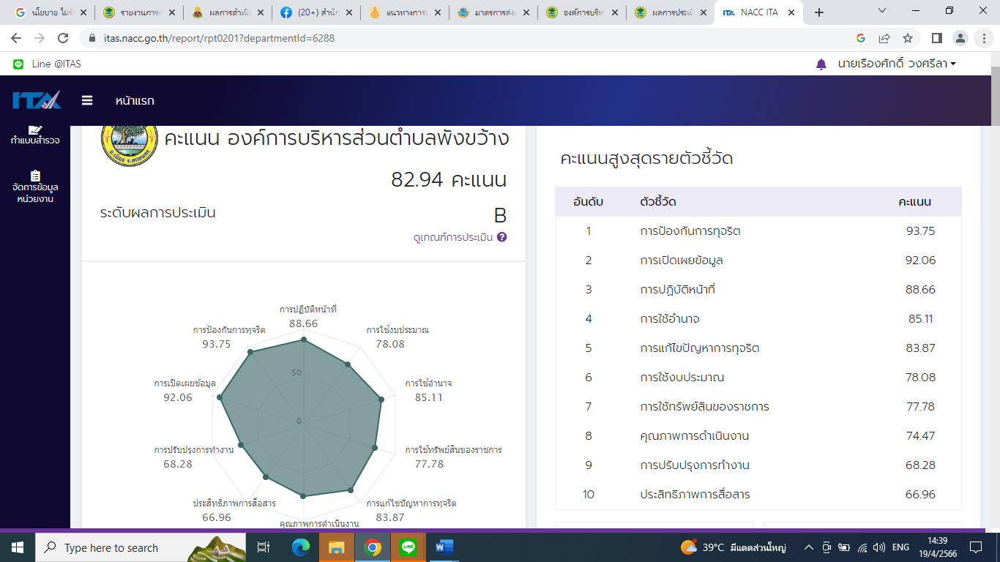 นโยบาย ไม่รั
รายงานการก
ผลการดำเนิ
(20+) สำนัก
แนวทางการ
มาตรการส่งเ
องค์การบริห
ผลการประเมิ
NACC ITA
itas.nacc.go.th/report/rpt0201?departmentId=6288
Line @ITAS
นายเรืองศักดิ์ วงศรีลา
ITA
หน้าแรก
ทำแบบสำรวจ
จัดการข้อมูล
หน่วยงาน
คะแนน องค์การบริหารส่วนตำบลพังขว้าง
82.94 คะแนน
ระดับผลการประเมิน
B
ดูเกณฑ์การประเมิน
การปฏิบัติหน้าที่
88.66
การป้องกันการทุจริต
93.75
การใช้งบประมาณ
78.08
50
การเปิดเผยข้อมูล
92.06
การใช้อำนาจ
85.11
0
การปรับปรุงการทำงาน
68.28
การใช้ทรัพย์สินของราชการ
77.78
ประสิทธิภาพการสื่อสาร
66.96
การแก้ไขปัญหาการทุจริต
83.87
คุณภาพการดำเนินงาน
คะแนนสูงสุดรายตัวชี้วัด
อันดับ ตัวชี้วัด คะแนน
1 การป้องกันการทุจริต 93.75
2 การเปิดเผยข้อมูล 92.06
3 การปฏิบัติหน้าที่ 88.66
4 การใช้อำนาจ 85.11
5 การแก้ไขปัญหาการทุจริต 83.87
6 การใช้งบประมาณ 78.08
7 การใช้ทรัพย์สินของราชการ 77.78
8 คุณภาพการดำเนินงาน 74.47
9 การปรับปรุงการทำงาน 68.28
10 ประสิทธิภาพการสื่อสาร 66.96
Type here to search
39°C มีแดดส่วนใหญ่
ENG
14:39
19/4/2566